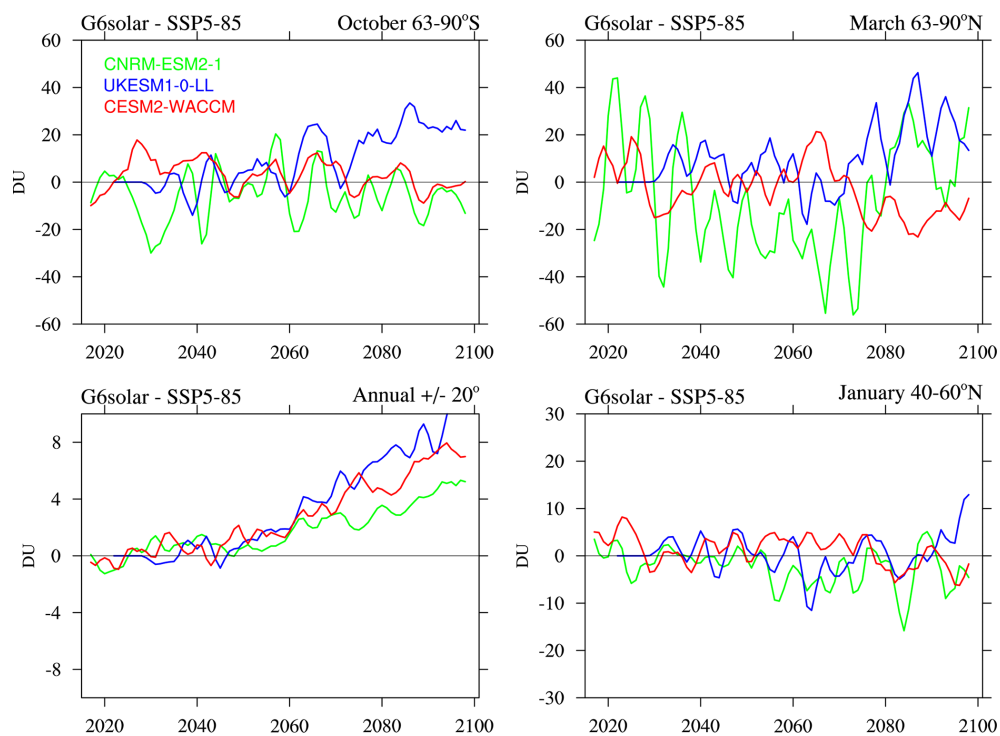 G6solar - SSP5-85 October 63-90°S
60
40
20
0
-20
-40
-60
DU
CNRM-ESM2-1
UKESM1-0-LL
CESM2-WACCM
2020 2040 2060 2080 2100
G6solar - SSP5-85 March 63-90°N
60
40
20
0
-20
-40
-60
DU
2020 2040 2060 2080 2100
G6solar - SSP5-85 Annual +/- 20°
8
4
0
-4
-8
DU
2020 2040 2060 2080 2100
G6solar - SSP5-85 January 40-60°N
30
20
10
0
-10
-20
-30
DU
2020 2040 2060 2080 2100